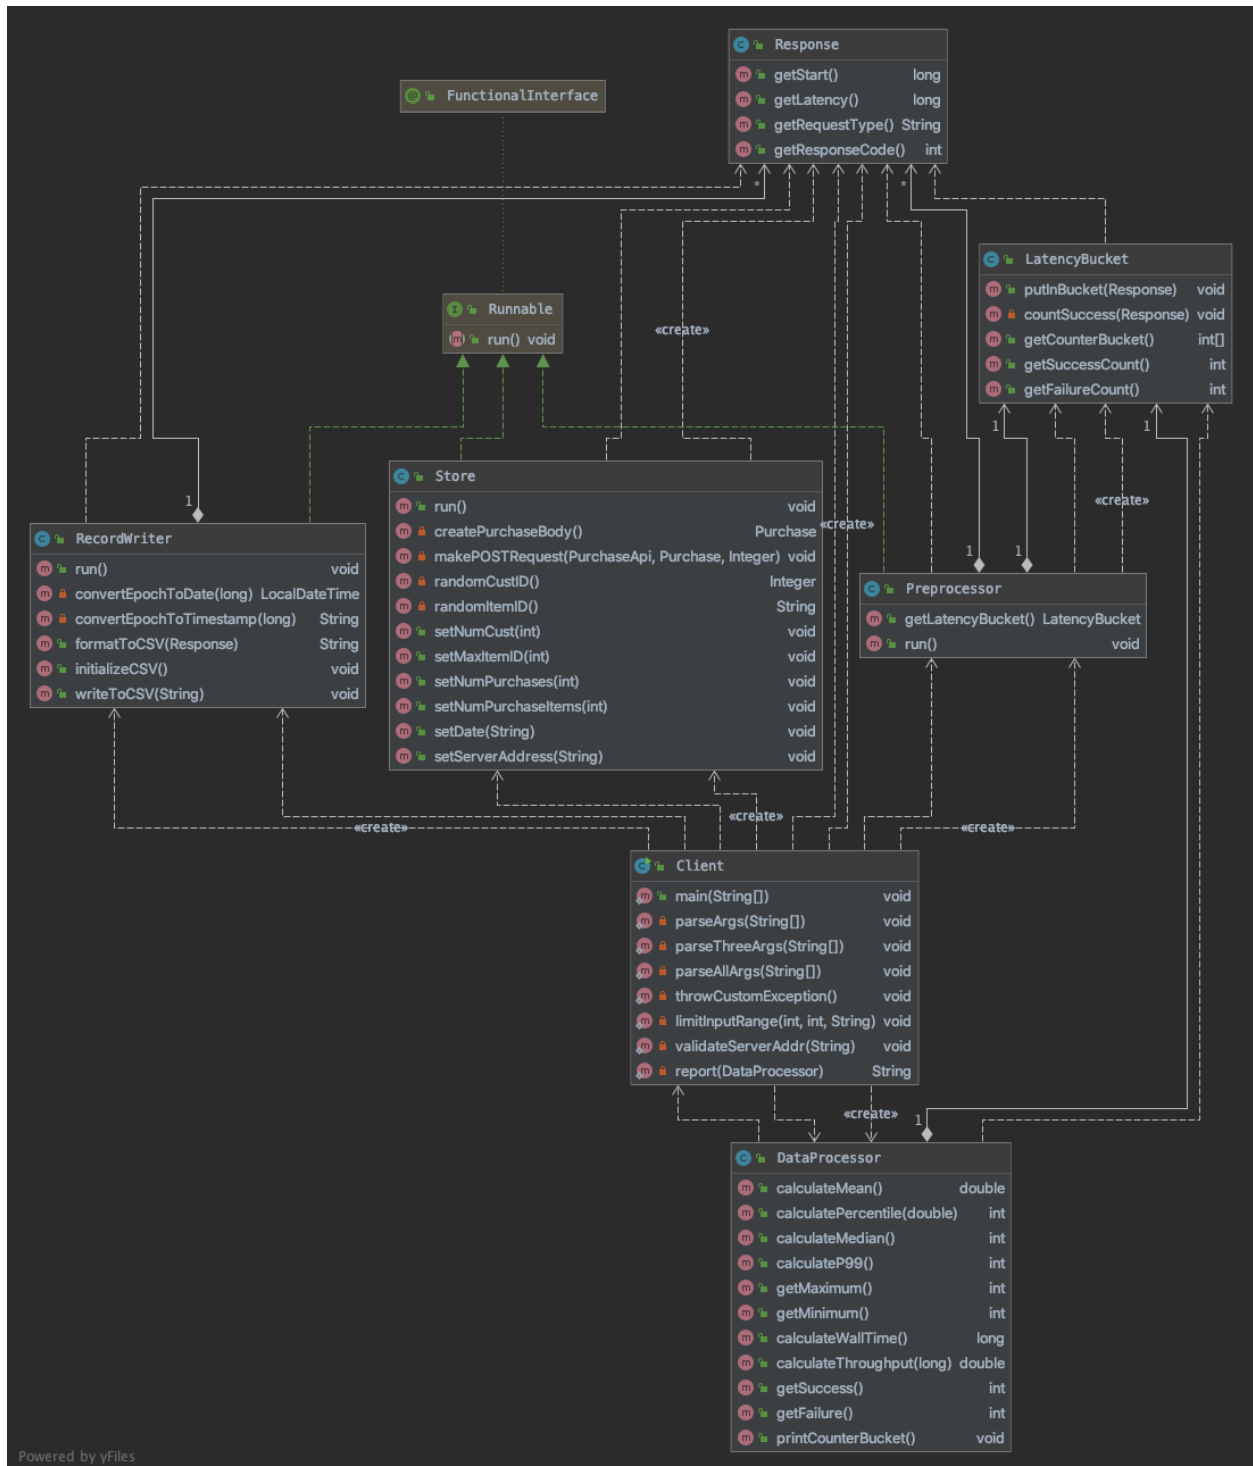 Response
getStart() long
getLatency() long
getRequestType() String
getResponseCode() int
FunctionalInterface
* *
LatencyBucket
putInBucket(Response) void
countSuccess(Response) void
getCounterBucket() int[]
getSuccessCount() int
getFailureCount() int
Runnable
run() void
«create»
1 1
«create»
Store
run() void
createPurchaseBody() Purchase
makePOSTRequest(PurchaseApi, Purchase, Integer) void
randomCustID() Integer
randomItemID() String
setNumCust(int) void
setMaxItemID(int) void
setNumPurchases(int) void
setNumPurchaseItems(int) void
setDate(String) void
setServerAddress(String) void
«create»
1
RecordWriter
run() void
convertEpochToDate(long) LocalDateTime
convertEpochToTimestamp(long) String
formatToCSV(Response) String
initializeCSV() void
writeToCSV(String) void
1 1
Preprocessor
getLatencyBucket() LatencyBucket
run() void
«create»
«create»
«create»
Client
main(String[]) void
parseArgs(String[]) void
parseThreeArgs(String[]) void
parseAllArgs(String[]) void
throwCustomException() void
limitInputRange(int, int, String) void
validateServerAddr(String) void
report(DataProcessor) String
«create»
1
DataProcessor
calculateMean() double
calculatePercentile(double) int
calculateMedian() int
calculateP99() int
getMaximum() int
getMinimum() int
calculateWallTime() long
calculateThroughput(long) double
getSuccess() int
getFailure() int
printCounterBucket() void
Powered by yFiles